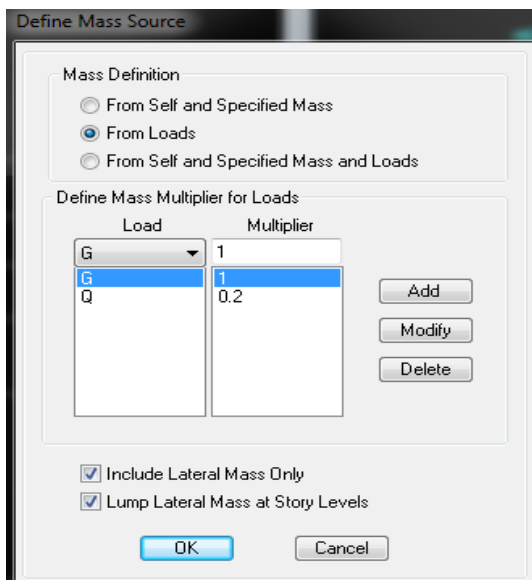 Define Mass Source
Mass Definition
From Self and Specified Mass
From Loads
From Self and Specified Mass and Loads
Define Mass Multiplier for Loads
Load Multiplier
G 1
G 1
Q 0.2
Add
Modify
Delete
Include Lateral Mass Only
Lump Lateral Mass at Story Levels
OK Cancel